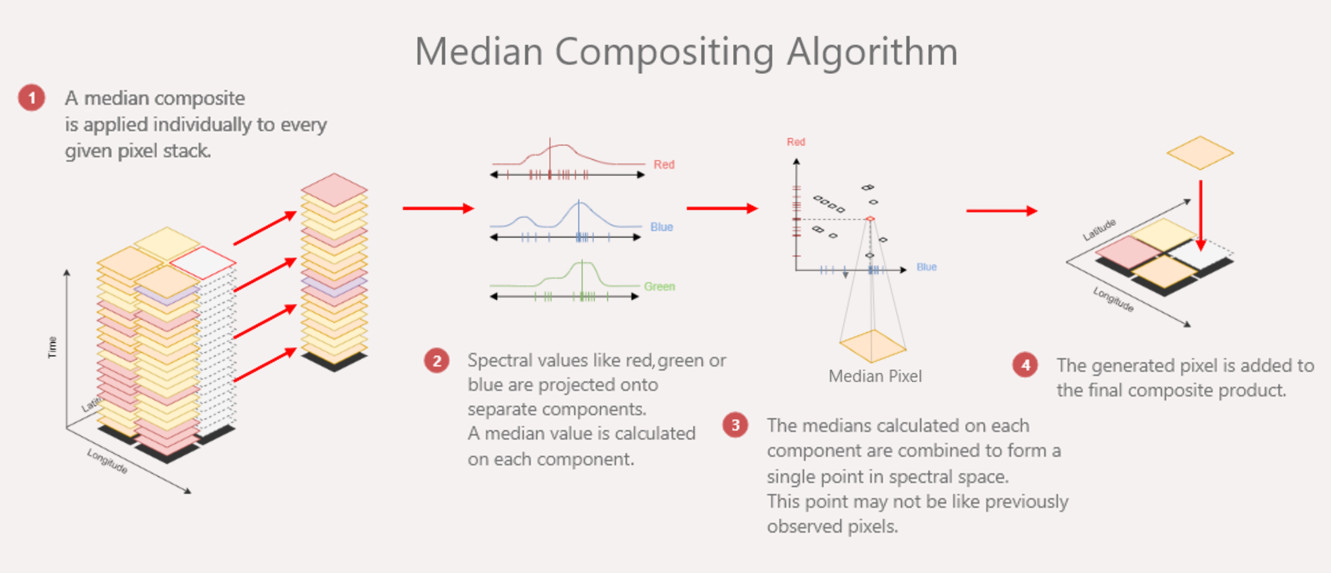 Median Compositing Algorithm
1
A median composite
is applied individually to every
given pixel stack.
Time
Longitude
Red
Blue
Green
2
Spectral values like red,green or
blue are projected onto
separate components.
A median value is calculated
on each component.
Red
Blue
Median Pixel
3
The medians calculated on each
component are combined to form a
single point in spectral space.
This point may not be like previously
observed pixels.
Latitude
Longitude
4
The generated pixel is added to
the final composite product.